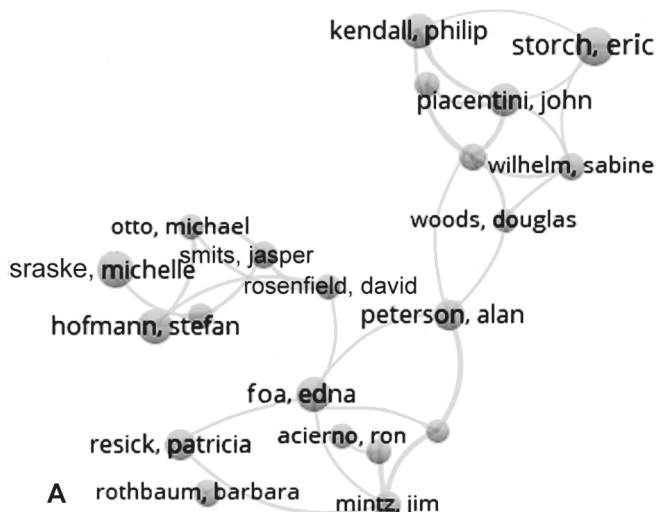 kendall, philip
storch, eric
piacentini, john
wilhelm, sabine
woods, douglas
otto, michael
smits, jasper
sraske, michelle
rosenfield, david
peterson, alan
hofmann, stefan
foa, edna
acierno, ron
resick, patricia
rothbaum, barbara
A
mintz, jim